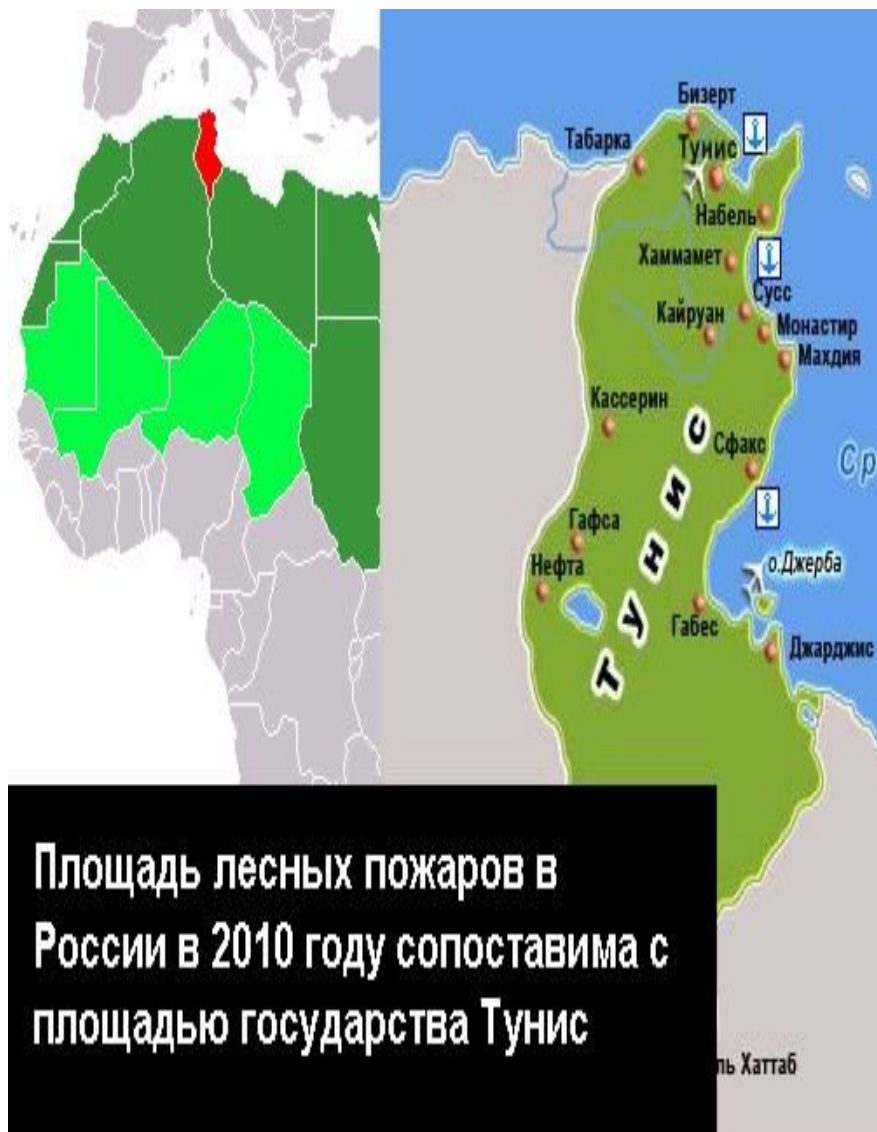 Бизерт
Табарка
Тунис
Набель
Хаммамет
Сусс
Кайруан
Монастир
Махдия
Кассерин
Сфакс
Ср
Тунис
Гафса
о.Джерба
Нефта
Габес
Джарджис
Площадь лесных пожаров в
России в 2010 году сопоставима с
площадью государства Тунис
ль Хаттаб